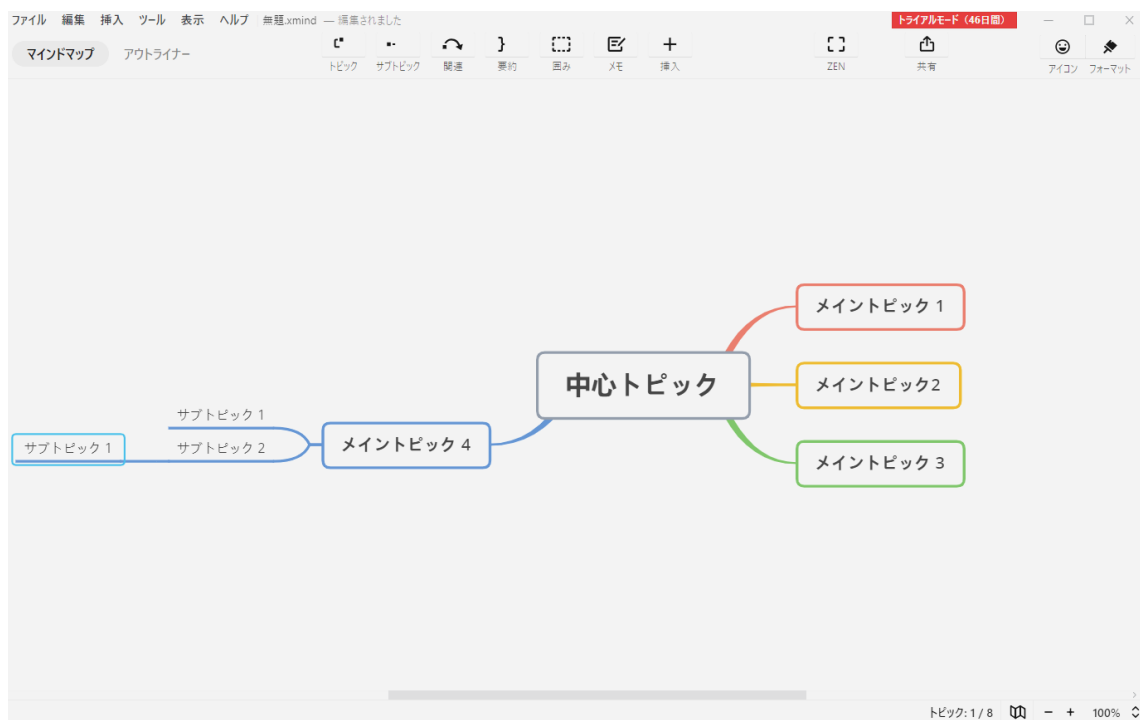 ファイル 編集 挿入 ツール 表示 ヘルプ 無題.xmind — 編集されました トライアルモード（46日間）
マインドマップ アウトライナー
トピック サブトピック 関連 要約 囲み メモ 挿入 ZEN 共有 アイコン フォーマット
メイントピック 1
中心トピック
メイントピック2
サブトピック 1
サブトピック 1
サブトピック 2
メイントピック 4
メイントピック 3
トピック: 1 / 8 100%